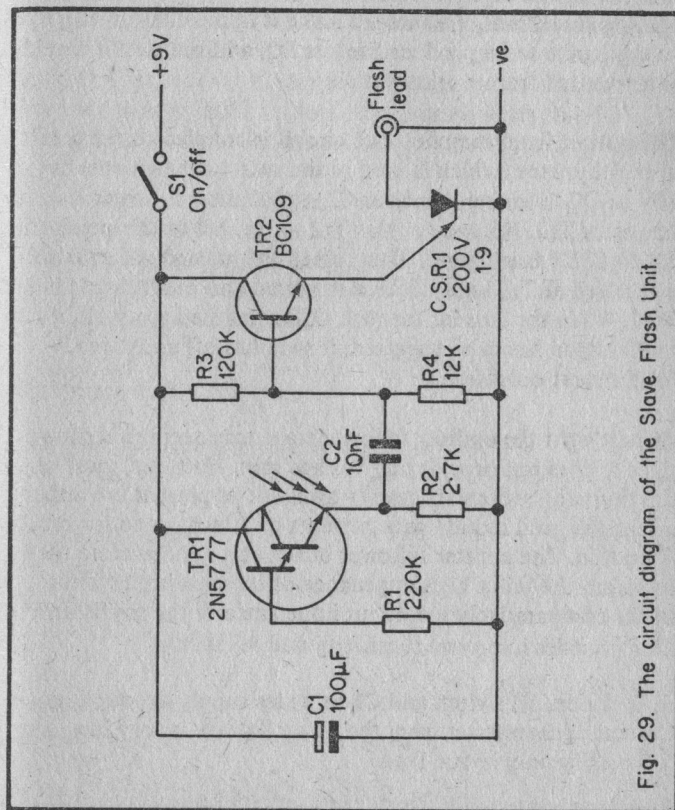 +9V
S1
On/off
TR2
BC109
Flash
lead
-ve
C.S.R.1
200V
1·9
R3
120K
R4
12K
C2
10nF
TR1
2N5777
R2
2·7K
R1
220K
C1
100µF
Fig. 29. The circuit diagram of the Slave Flash Unit.